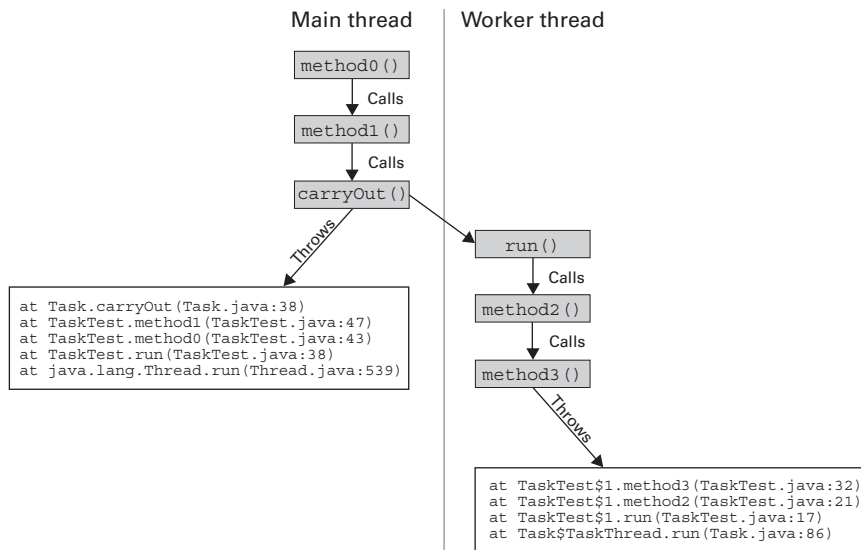 Main thread
Worker thread
method0()
Calls
method1()
Calls
carryOut()
Throws
run()
Calls
method2()
Calls
method3()
Throws
at Task.carryOut(Task.java:38)
at TaskTest.method1(TaskTest.java:47)
at TaskTest.method0(TaskTest.java:43)
at TaskTest.run(TaskTest.java:38)
at java.lang.Thread.run(Thread.java:539)
at TaskTest$1.method3(TaskTest.java:32)
at TaskTest$1.method2(TaskTest.java:21)
at TaskTest$1.run(TaskTest.java:17)
at Task$TaskThread.run(Task.java:86)